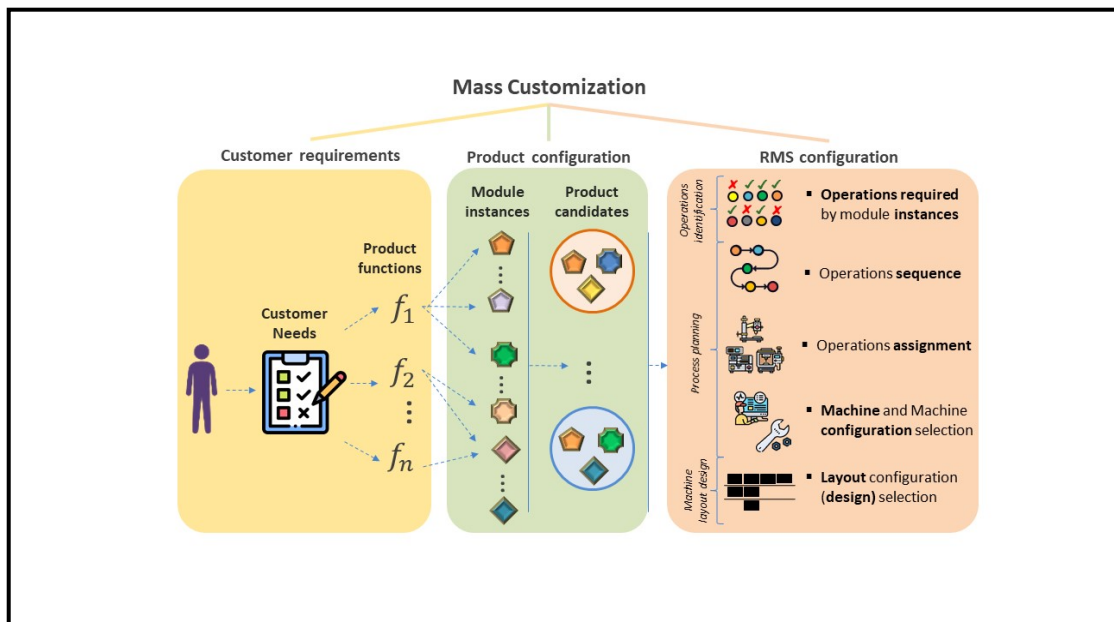 Mass Customization
Customer requirements
Product configuration
RMS configuration
Customer
Needs
Product
functions
f1
f2
⋮
fn
Module
instances
Product
candidates
Operations
identification
Process planning
Machine
layout design
▪ Operations required
by module instances
▪ Operations sequence
▪ Operations assignment
▪ Machine and Machine
configuration selection
▪ Layout configuration
(design) selection